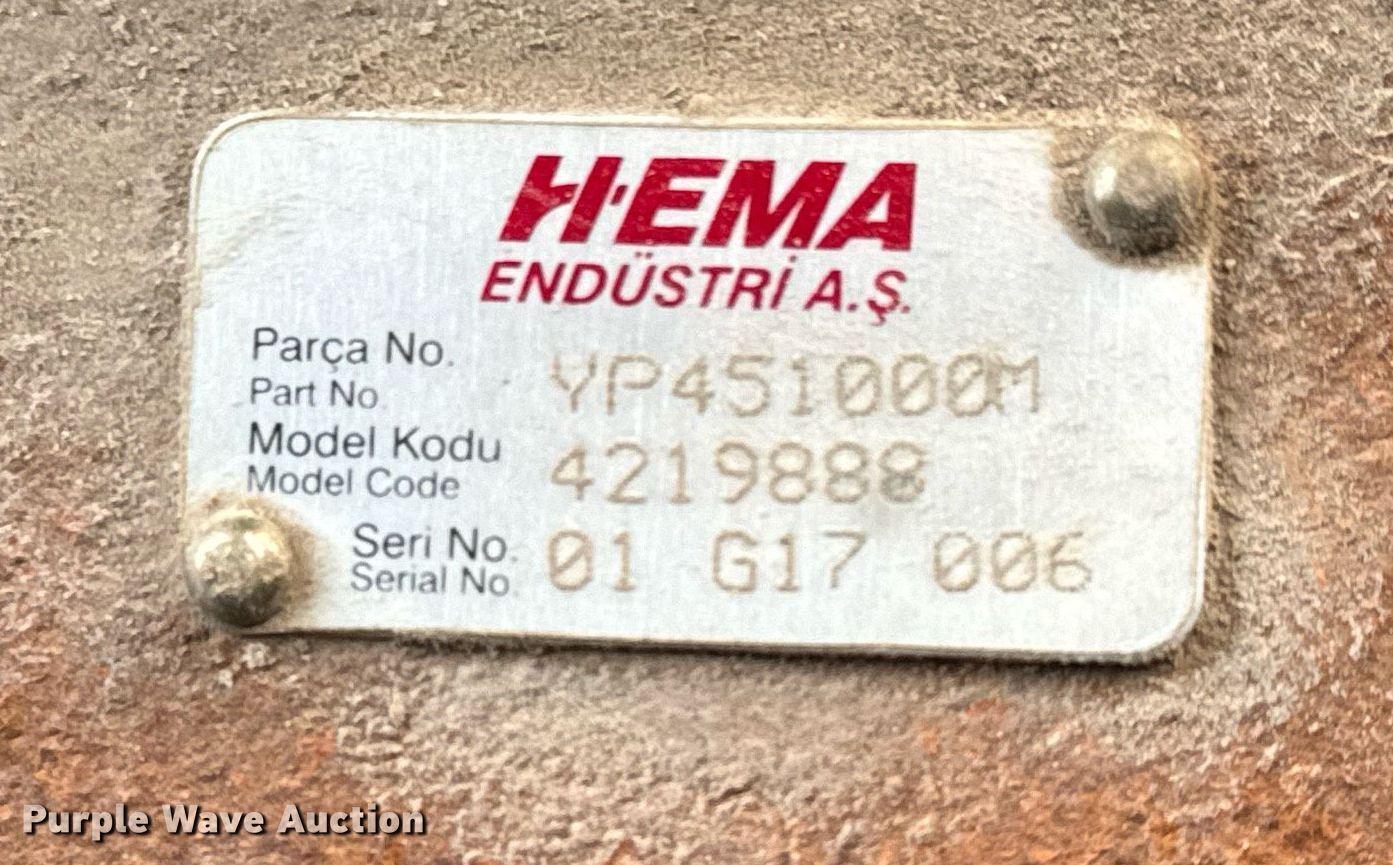 HEMA
ENDÜSTRİ A.Ş.
Parça No. YP451000M
Part No
Model Kodu 4219888
Model Code
Seri No. 01 G17 006
Serial No.
Purple Wave Auction